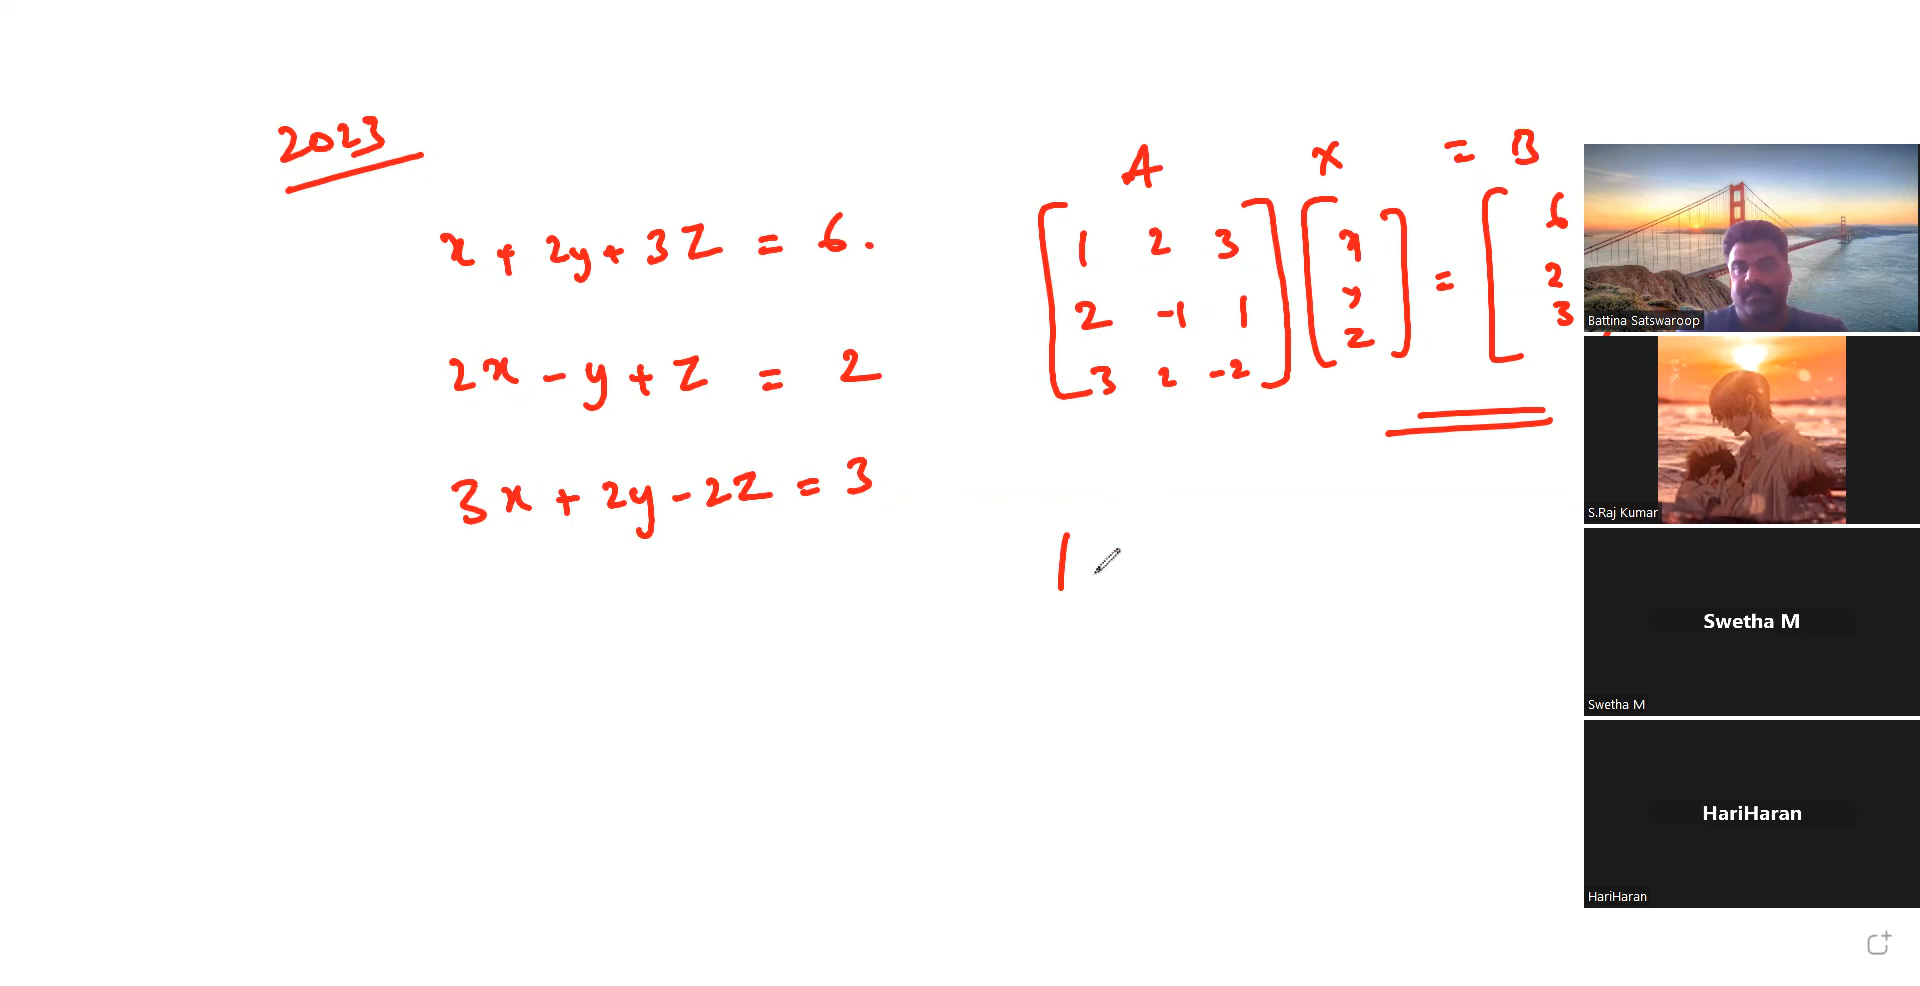 2023
x + 2y + 3z = 6.
2x - y + z = 2
3x + 2y - 2z = 3
A X = B
1 2 3 x 6
2 -1 1 y = 2
3 2 -2 z 3
1
Battina Satswaroop
S.Raj Kumar
Swetha M
Swetha M
HariHaran
HariHaran